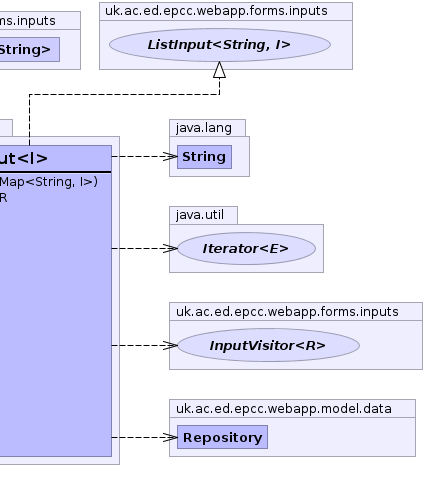 uk.ac.ed.epcc.webapp.forms.inputs
ListInput<String, I>
ms.inputs
String>
java.lang
String
ut<I>
Map<String, I>)
R
java.util
Iterator<E>
uk.ac.ed.epcc.webapp.forms.inputs
InputVisitor<R>
uk.ac.ed.epcc.webapp.model.data
Repository